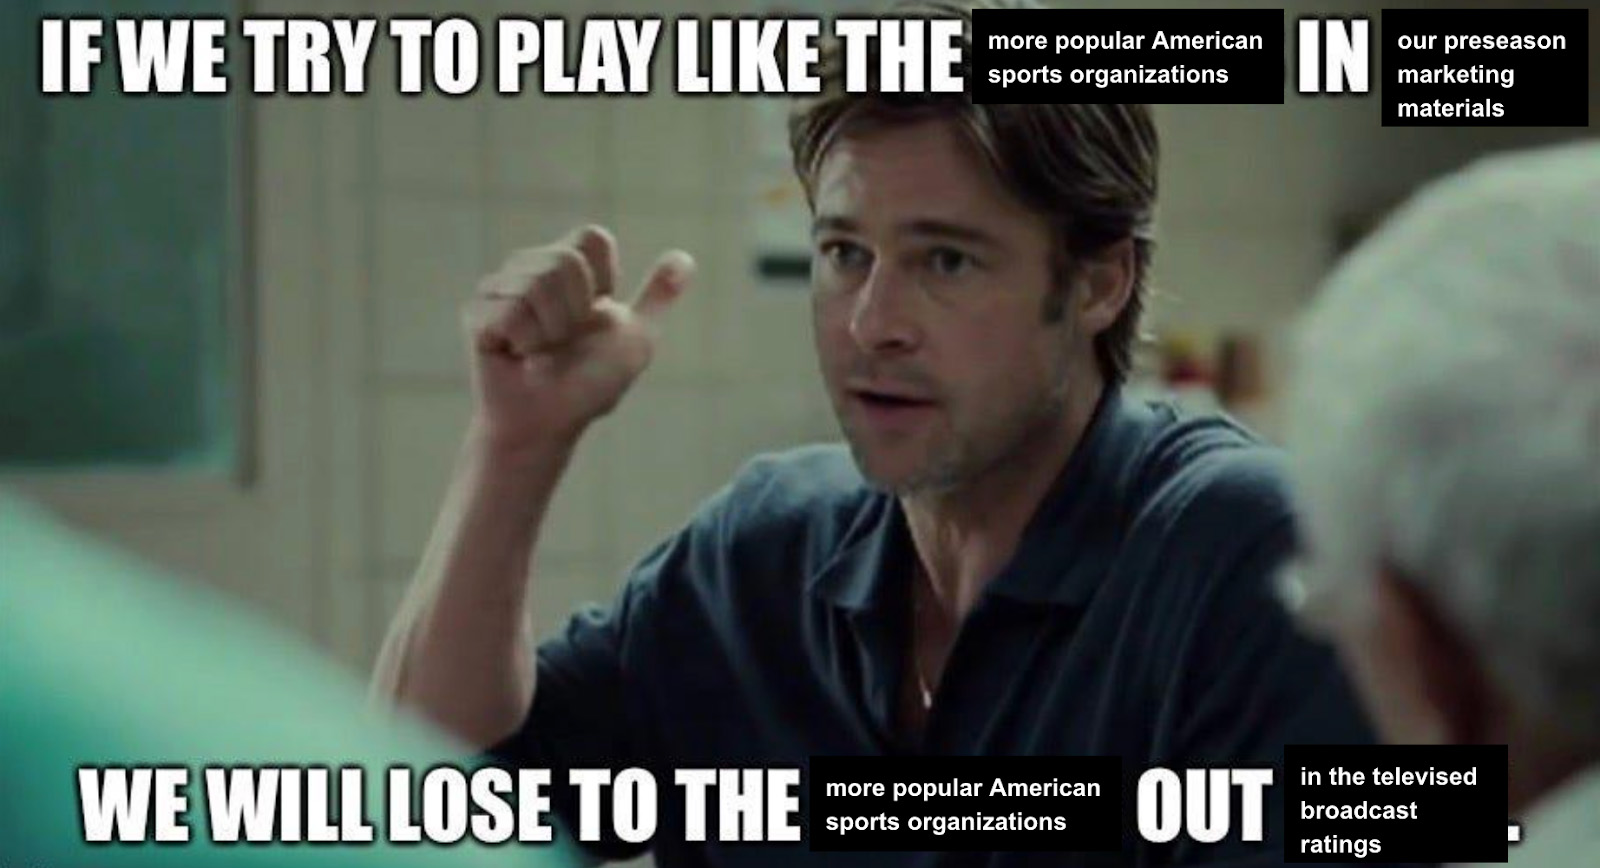 IF WE TRY TO PLAY LIKE THE more popular American sports organizations IN our preseason marketing materials
WE WILL LOSE TO THE more popular American sports organizations OUT in the televised broadcast ratings.